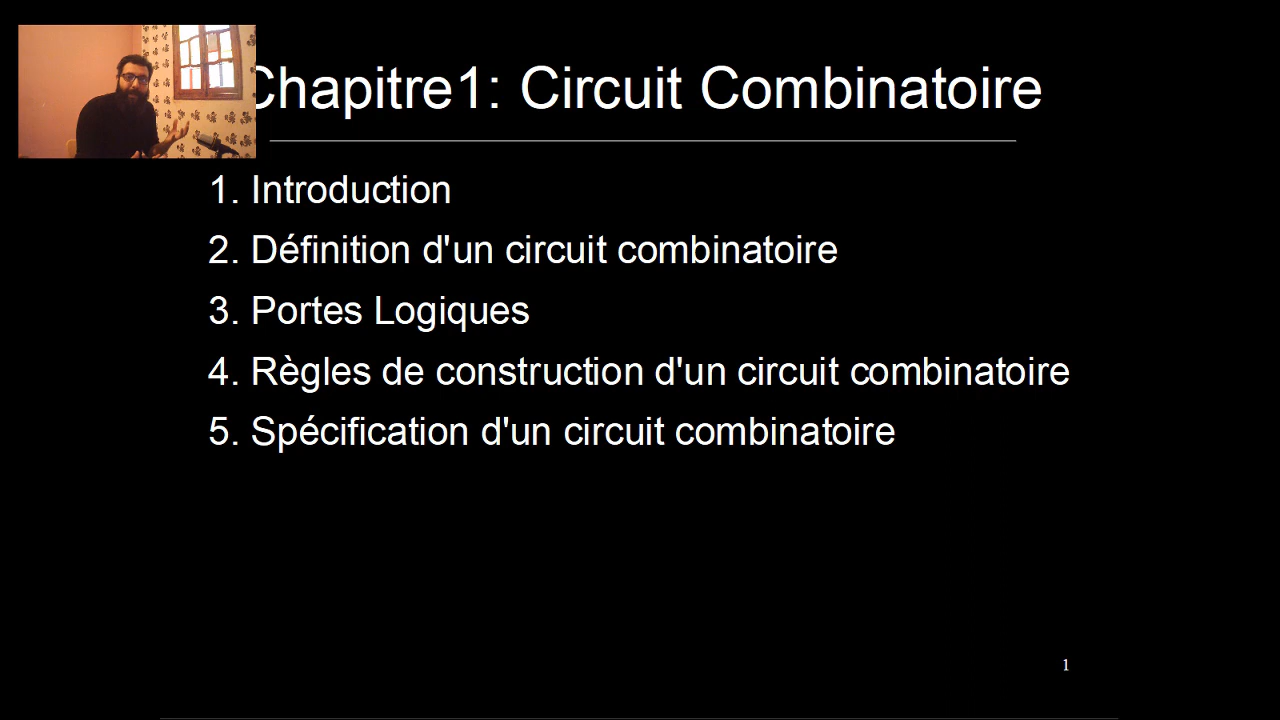 Chapitre1: Circuit Combinatoire
1. Introduction
2. Définition d'un circuit combinatoire
3. Portes Logiques
4. Règles de construction d'un circuit combinatoire
5. Spécification d'un circuit combinatoire
1